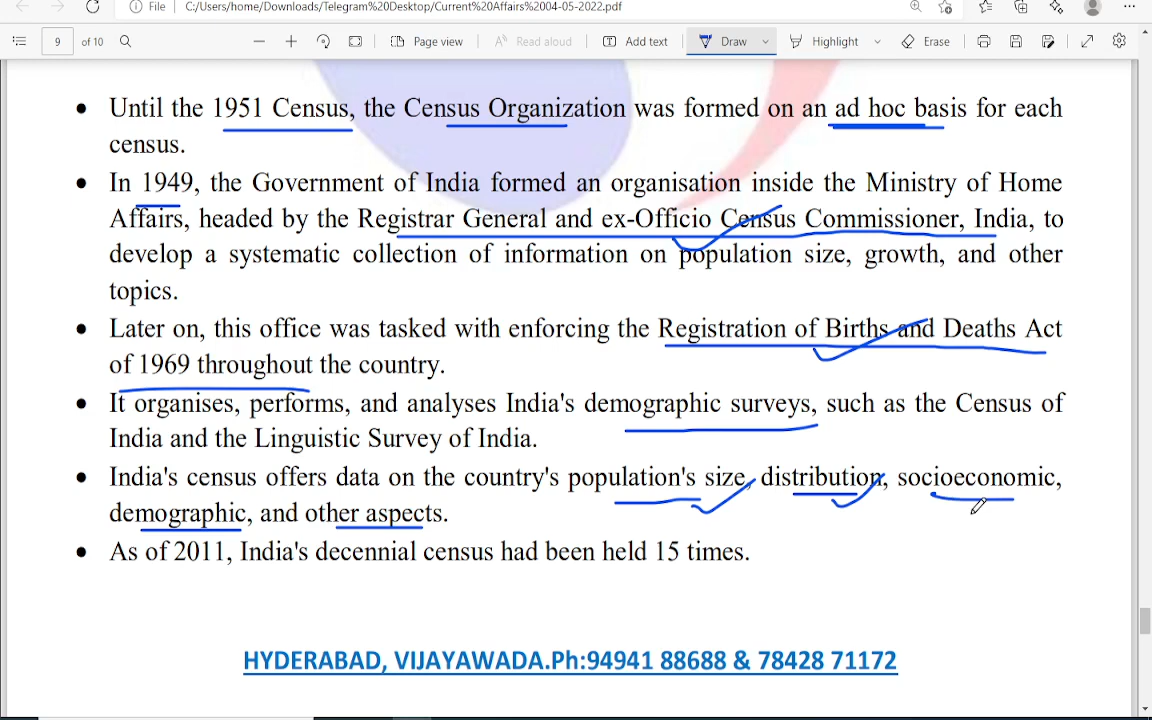 File C:/Users/home/Downloads/Telegram%20Desktop/Current%20Affairs%2004-05-2022.pdf
9 of 10 Page view Read aloud Add text Draw Highlight Erase
• Until the 1951 Census, the Census Organization was formed on an ad hoc basis for each
census.
• In 1949, the Government of India formed an organisation inside the Ministry of Home
Affairs, headed by the Registrar General and ex-Officio Census Commissioner, India, to
develop a systematic collection of information on population size, growth, and other
topics.
• Later on, this office was tasked with enforcing the Registration of Births and Deaths Act
of 1969 throughout the country.
• It organises, performs, and analyses India's demographic surveys, such as the Census of
India and the Linguistic Survey of India.
• India's census offers data on the country's population's size, distribution, socioeconomic,
demographic, and other aspects.
• As of 2011, India's decennial census had been held 15 times.
HYDERABAD, VIJAYAWADA.Ph:94941 88688 & 78428 71172